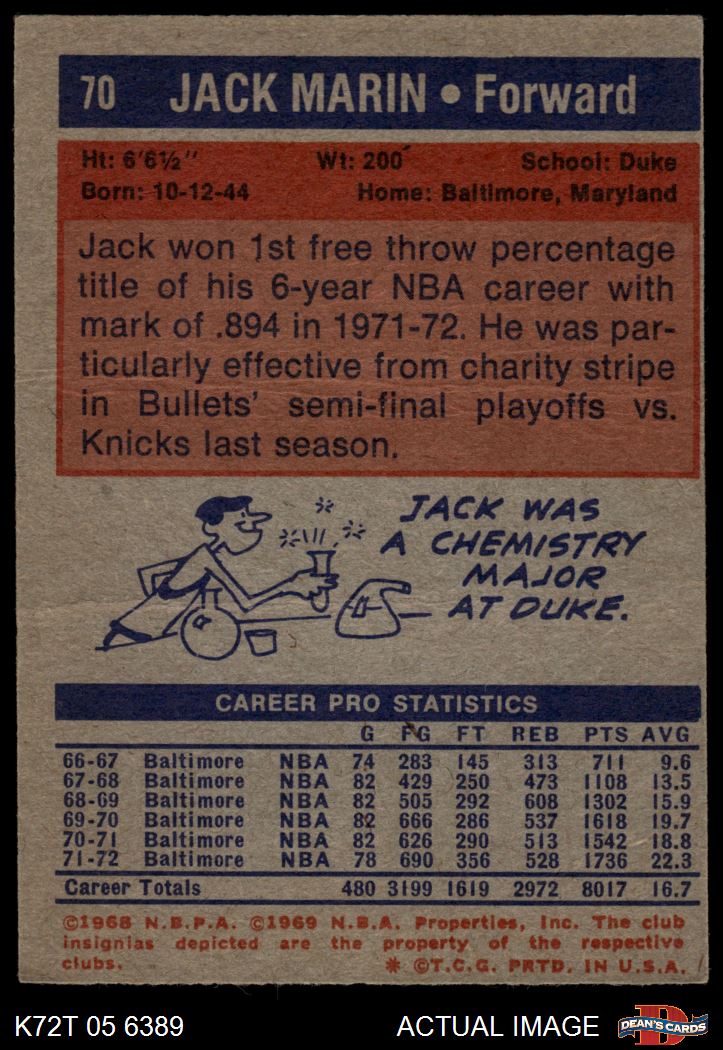 70 JACK MARIN • Forward
Ht: 6'6½" Wt: 200 School: Duke
Born: 10-12-44 Home: Baltimore, Maryland
Jack won 1st free throw percentage
title of his 6-year NBA career with
mark of .894 in 1971-72. He was par-
ticularly effective from charity stripe
in Bullets' semi-final playoffs vs.
Knicks last season.
JACK WAS
A CHEMISTRY
MAJOR
AT DUKE.
CAREER PRO STATISTICS
G FG FT REB PTS AVG
66-67 Baltimore NBA 74 283 145 313 711 9.6
67-68 Baltimore NBA 82 429 250 473 1108 13.5
68-69 Baltimore NBA 82 505 292 608 1302 15.9
69-70 Baltimore NBA 82 666 286 537 1618 19.7
70-71 Baltimore NBA 82 626 290 513 1542 18.8
71-72 Baltimore NBA 78 690 356 528 1736 22.3
Career Totals 480 3199 1619 2972 8017 16.7
©1968 N.B.P.A. ©1969 N.B.A. Properties, Inc. The club
insignias depicted are the property of the respective
clubs. * ©T.C.G. PRTD. IN U.S.A.
K72T 05 6389 ACTUAL IMAGE D DEAN'S CARDS